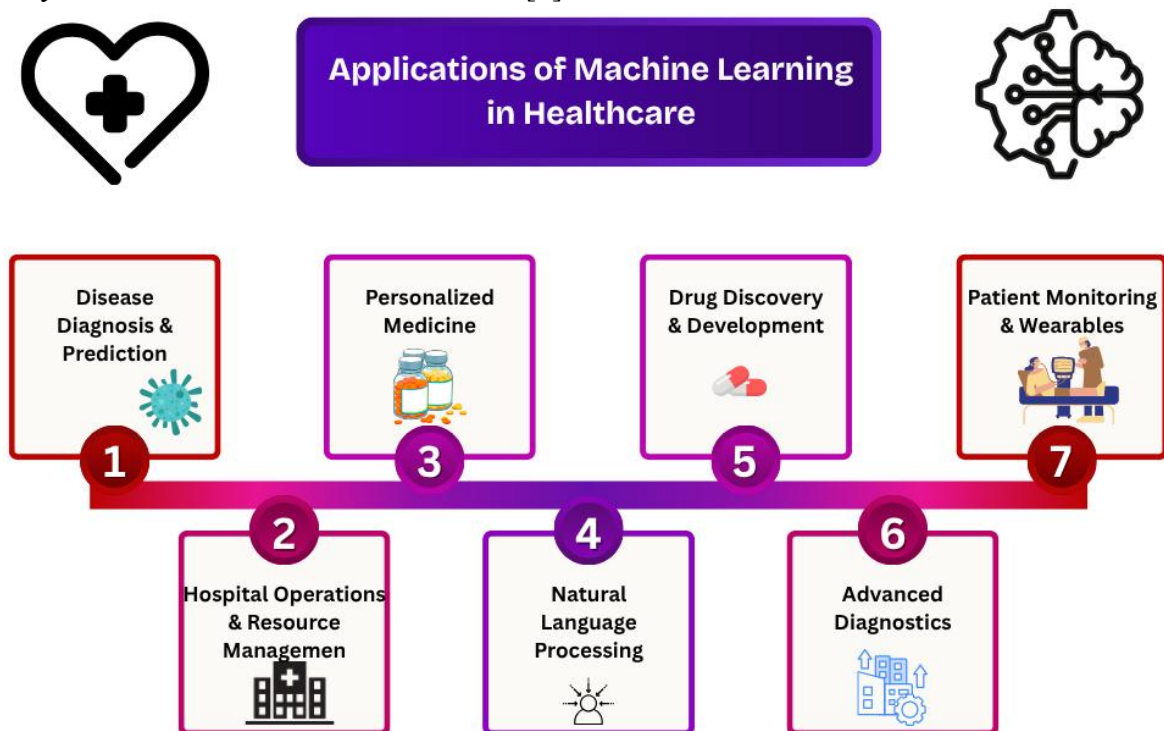 Applications of Machine Learning
in Healthcare
Disease
Diagnosis &
Prediction
1
Hospital Operations
& Resource
Managemen
2
Personalized
Medicine
3
Natural
Language
Processing
4
Drug Discovery
& Development
5
Advanced
Diagnostics
6
Patient Monitoring
& Wearables
7